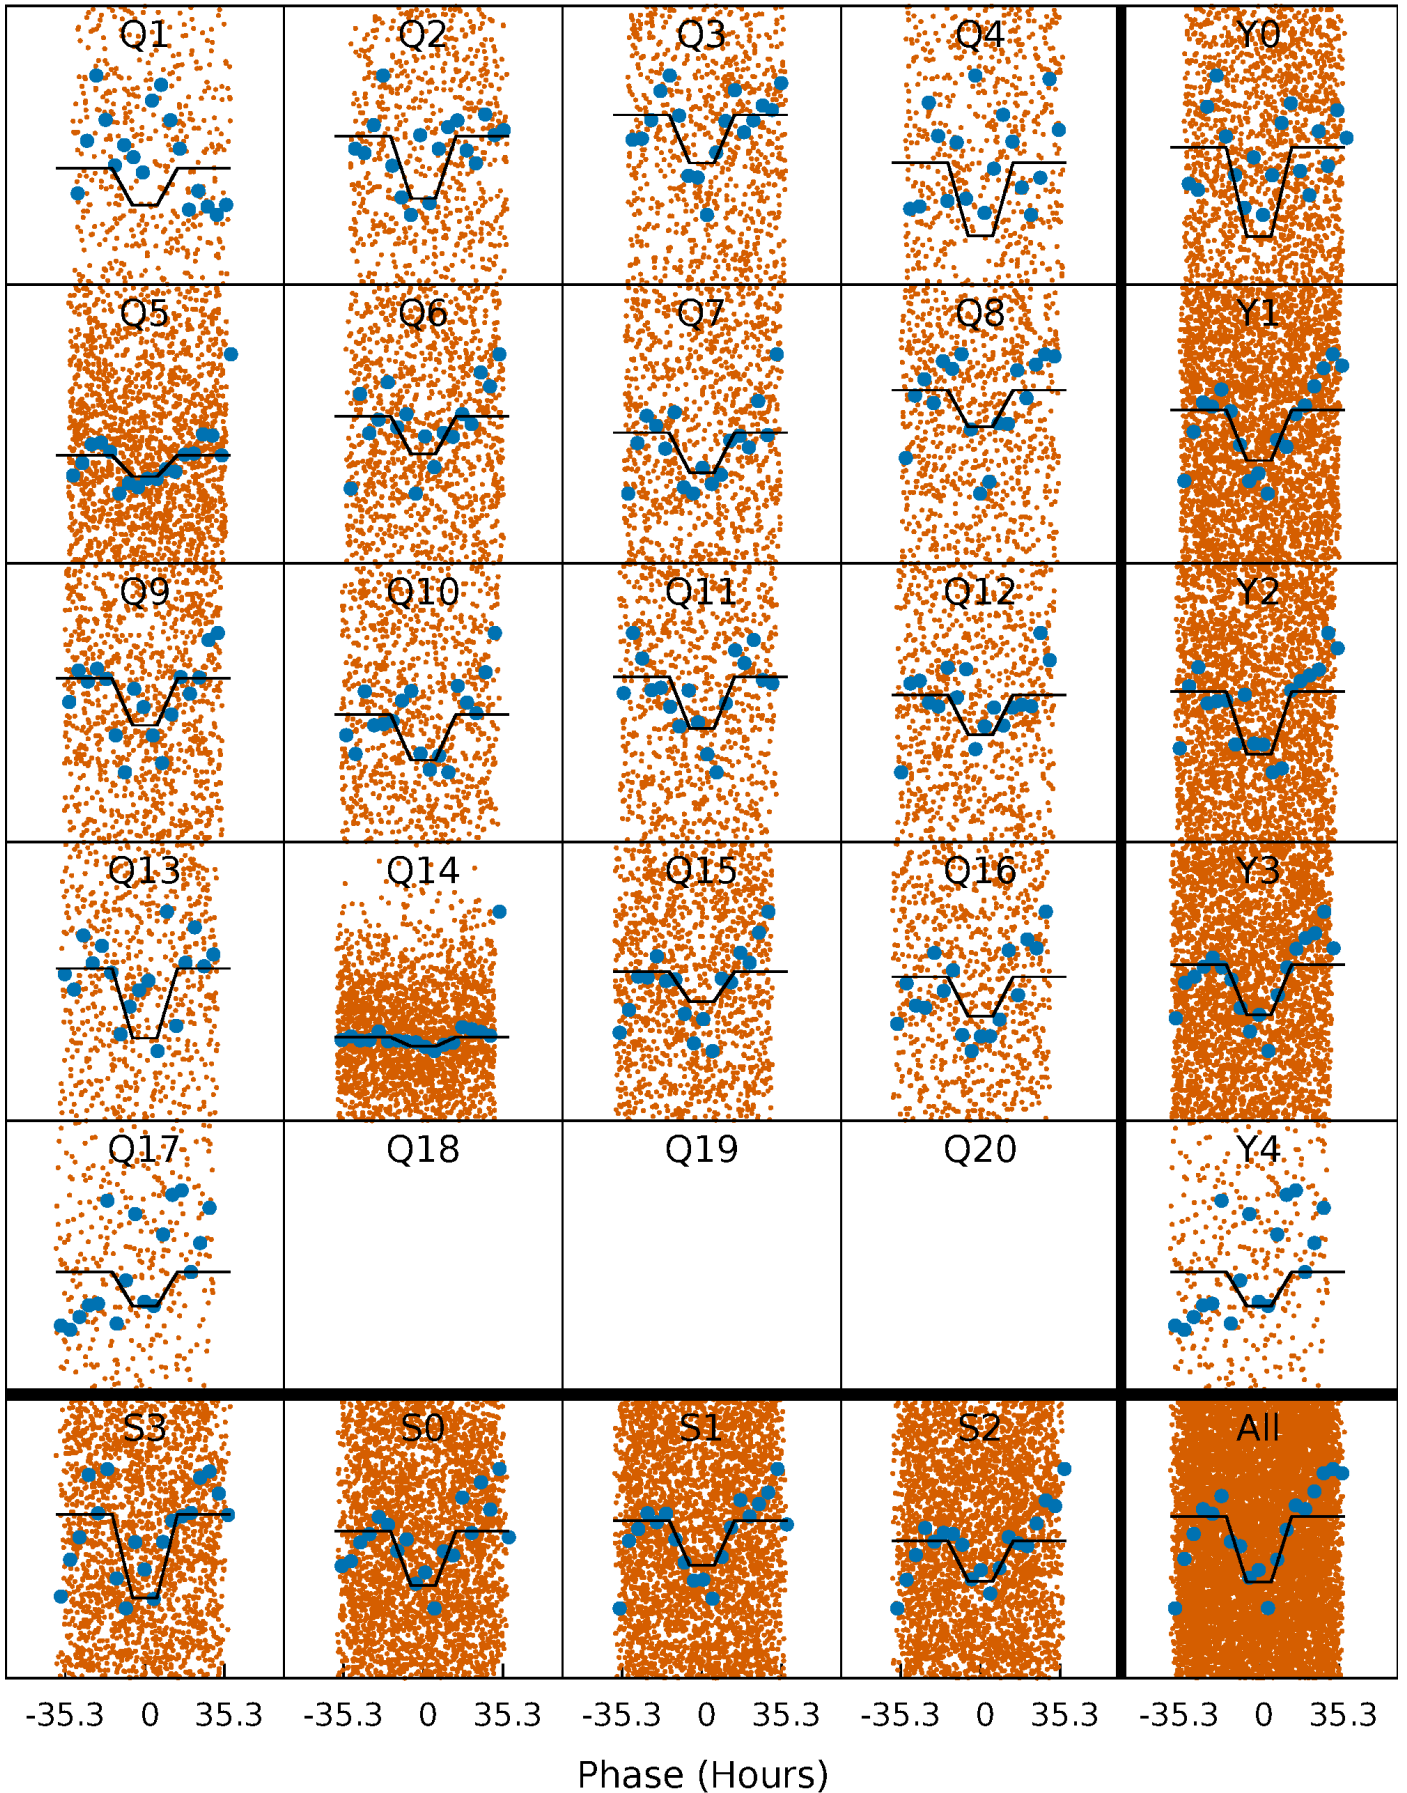 Q1 Q2 Q3 Q4 Y0
Q5 Q6 Q7 Q8 Y1
Q9 Q10 Q11 Q12 Y2
Q13 Q14 Q15 Q16 Y3
Q17 Q18 Q19 Q20 Y4
S3 S0 S1 S2 All
-35.3 0 35.3 -35.3 0 35.3 -35.3 0 35.3 -35.3 0 35.3 -35.3 0 35.3
Phase (Hours)